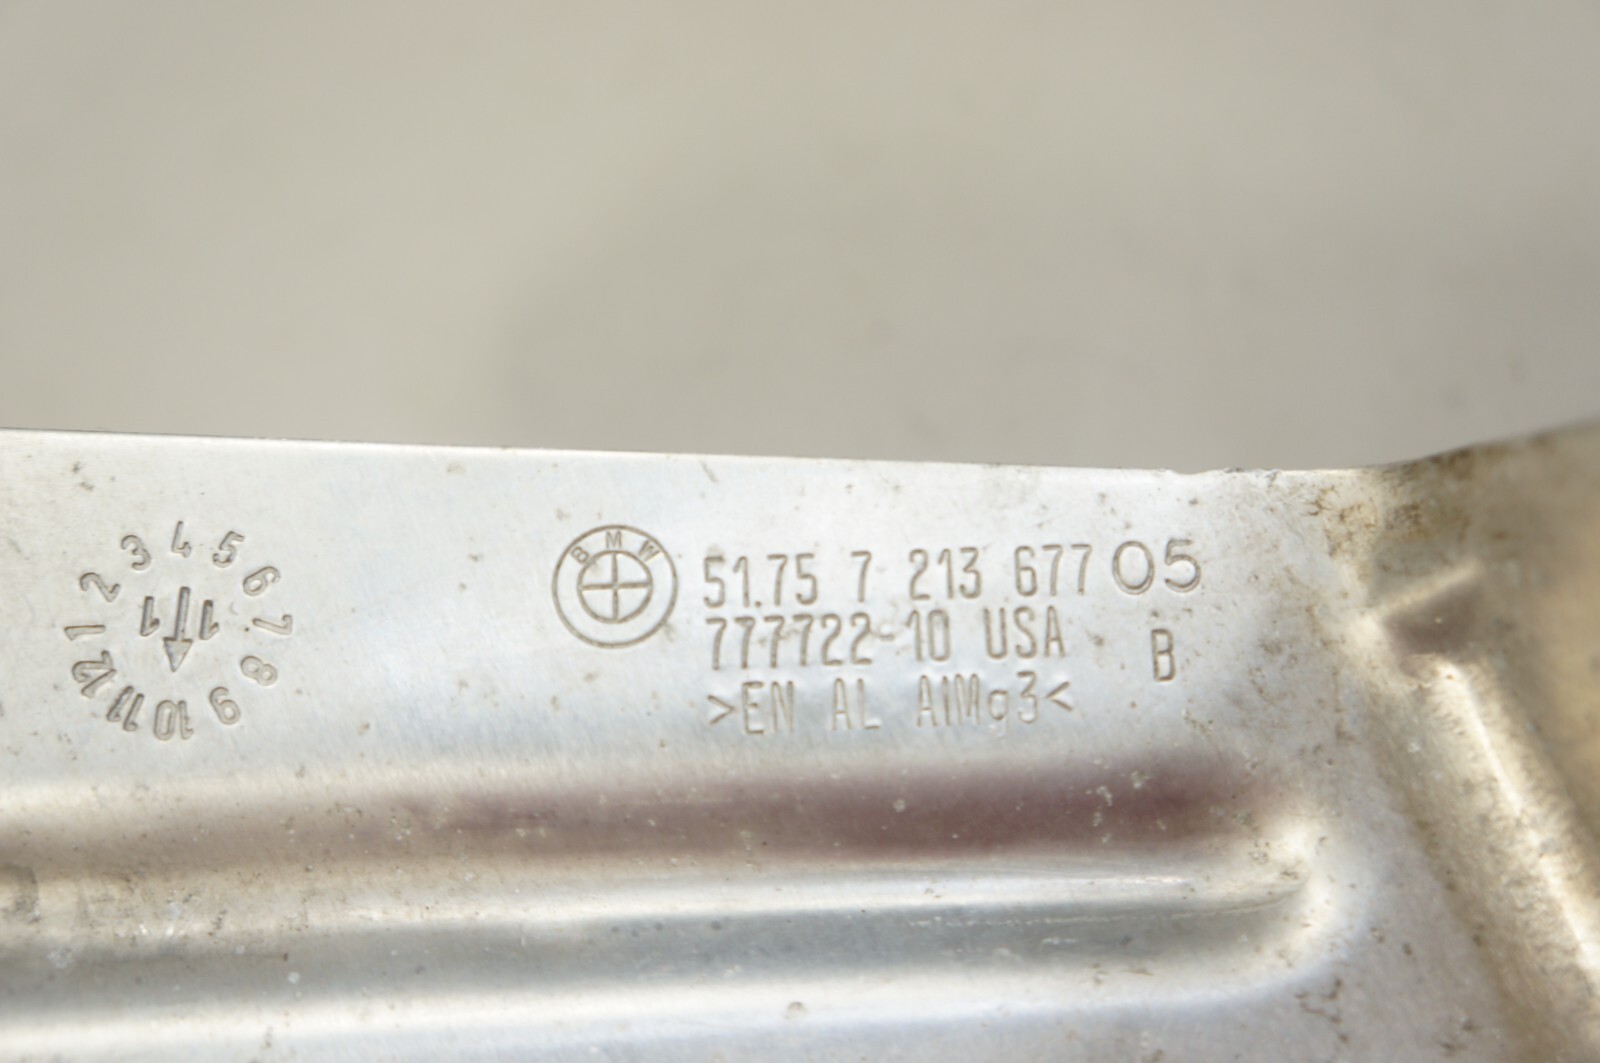 1 2 3 4 5 6 7 8 9 10 11 12
11
BMW
51.75 7 213 677 05
777722-10 USA B
>EN AL AlMg3<